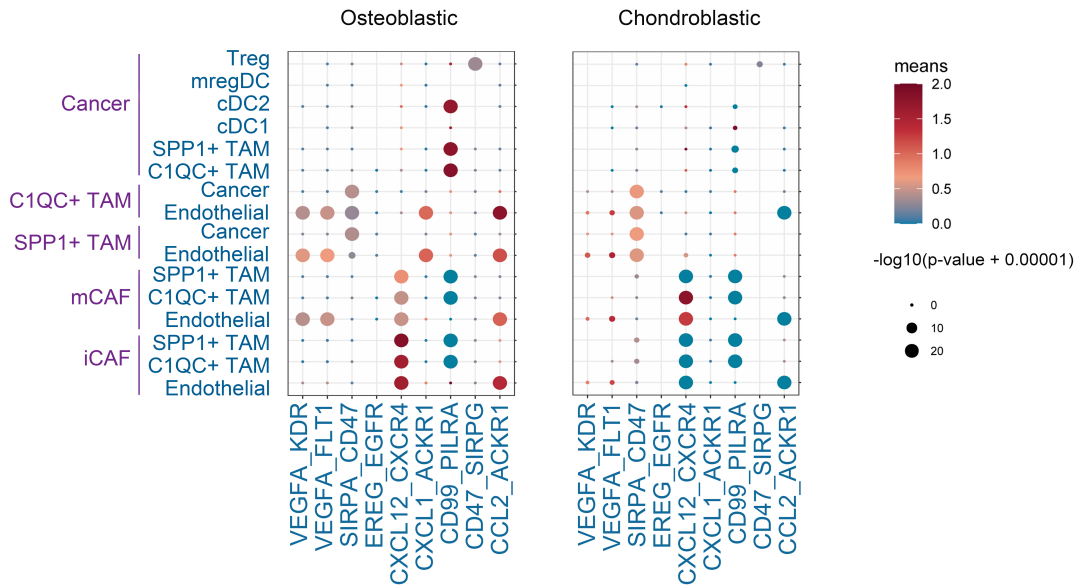 Osteoblastic
Chondroblastic
Cancer
C1QC+ TAM
SPP1+ TAM
mCAF
iCAF
Treg
mregDC
cDC2
cDC1
SPP1+ TAM
C1QC+ TAM
Cancer
Endothelial
Cancer
Endothelial
SPP1+ TAM
C1QC+ TAM
Endothelial
SPP1+ TAM
C1QC+ TAM
Endothelial
VEGFA_KDR
VEGFA_FLT1
SIRPA_CD47
EREG_EGFR
CXCL12_CXCR4
CXCL1_ACKR1
CD99_PILRA
CD47_SIRPG
CCL2_ACKR1
VEGFA_KDR
VEGFA_FLT1
SIRPA_CD47
EREG_EGFR
CXCL12_CXCR4
CXCL1_ACKR1
CD99_PILRA
CD47_SIRPG
CCL2_ACKR1
means
2.0
1.5
1.0
0.5
0.0
-log10(p-value + 0.00001)
0
10
20